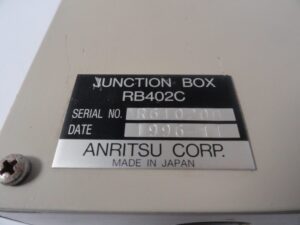 JUNCTION BOX
RB402C
SERIAL NO.
DATE 1996-11
ANRITSU CORP.
MADE IN JAPAN